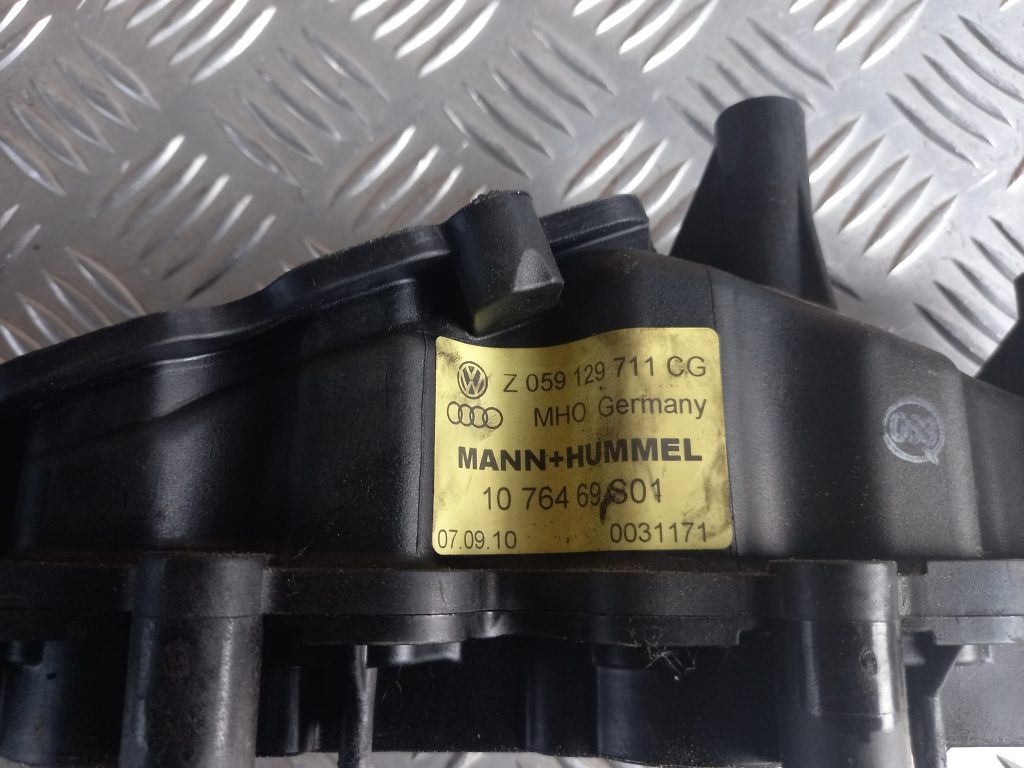 Z 059 129 711 CG
MHO Germany
MANN+HUMMEL
10 764 69 S01
07.09.10 0031171